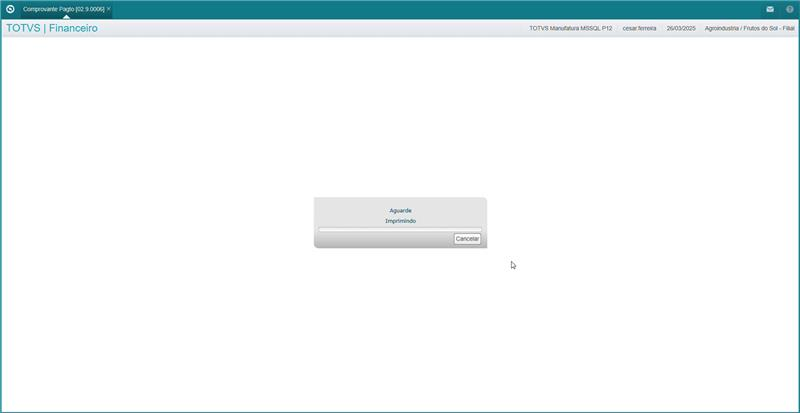 Comprovante Pagto [02.9.0006] ×
TOTVS | Financeiro
TOTVS Manufatura MSSQL P12 cesar.ferreira 26/03/2025 Agroindustria / Frutos do Sol - Filial
Aguarde
Imprimindo
Cancelar